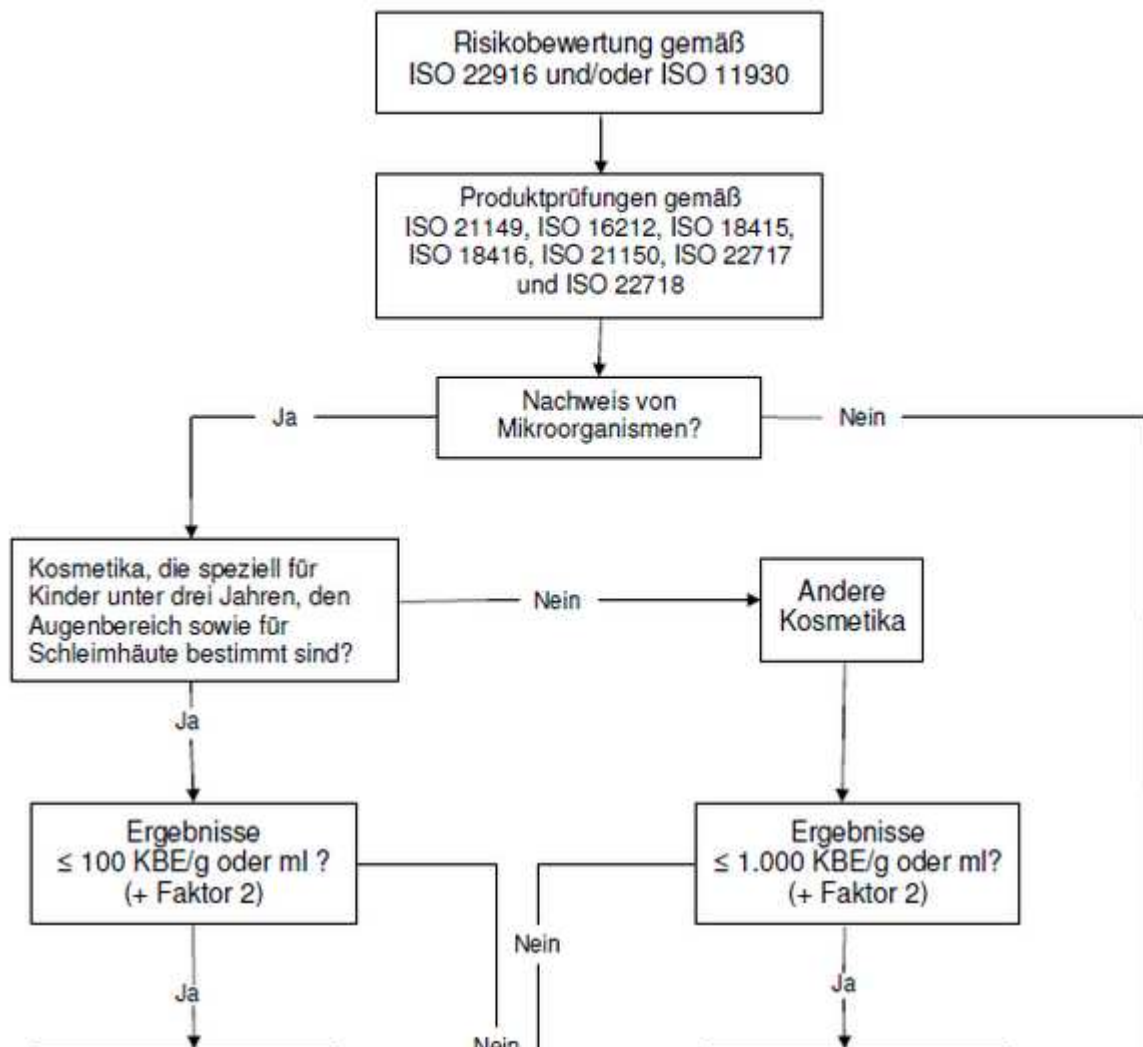 Risikobewertung gemäß
ISO 22916 und/oder ISO 11930
Produktprüfungen gemäß
ISO 21149, ISO 16212, ISO 18415,
ISO 18416, ISO 21150, ISO 22717
und ISO 22718
Nachweis von
Mikroorganismen?
Ja
Nein
Kosmetika, die speziell für
Kinder unter drei Jahren, den
Augenbereich sowie für
Schleimhäute bestimmt sind?
Nein
Andere
Kosmetika
Ja
Ergebnisse
≤ 100 KBE/g oder ml ?
(+ Faktor 2)
Ergebnisse
≤ 1.000 KBE/g oder ml?
(+ Faktor 2)
Nein
Ja
Ja
Nein